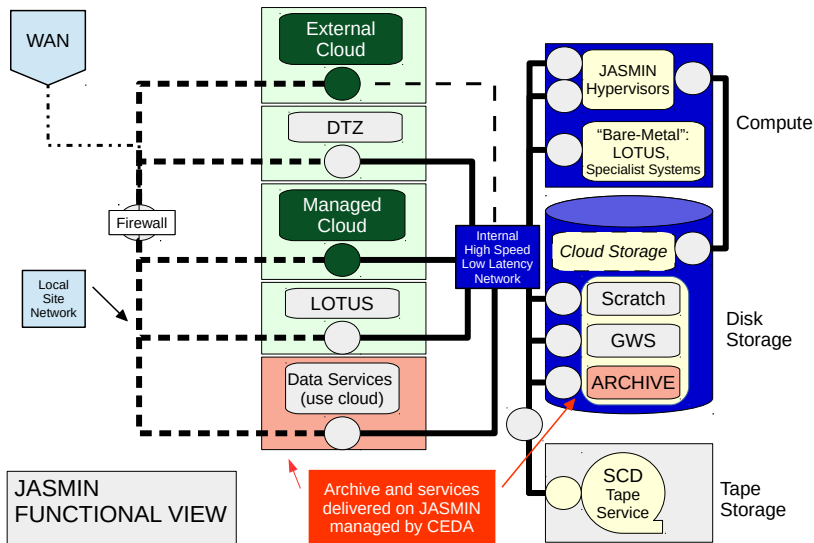 WAN
External
Cloud
DTZ
Managed
Cloud
LOTUS
Data Services
(use cloud)
Firewall
Local
Site
Network
Internal
High Speed
Low Latency
Network
JASMIN
Hypervisors
“Bare-Metal”:
LOTUS,
Specialist Systems
Compute
Cloud Storage
Scratch
GWS
ARCHIVE
Disk
Storage
SCD
Tape
Service
Tape
Storage
Archive and services
delivered on JASMIN
managed by CEDA
JASMIN
FUNCTIONAL VIEW